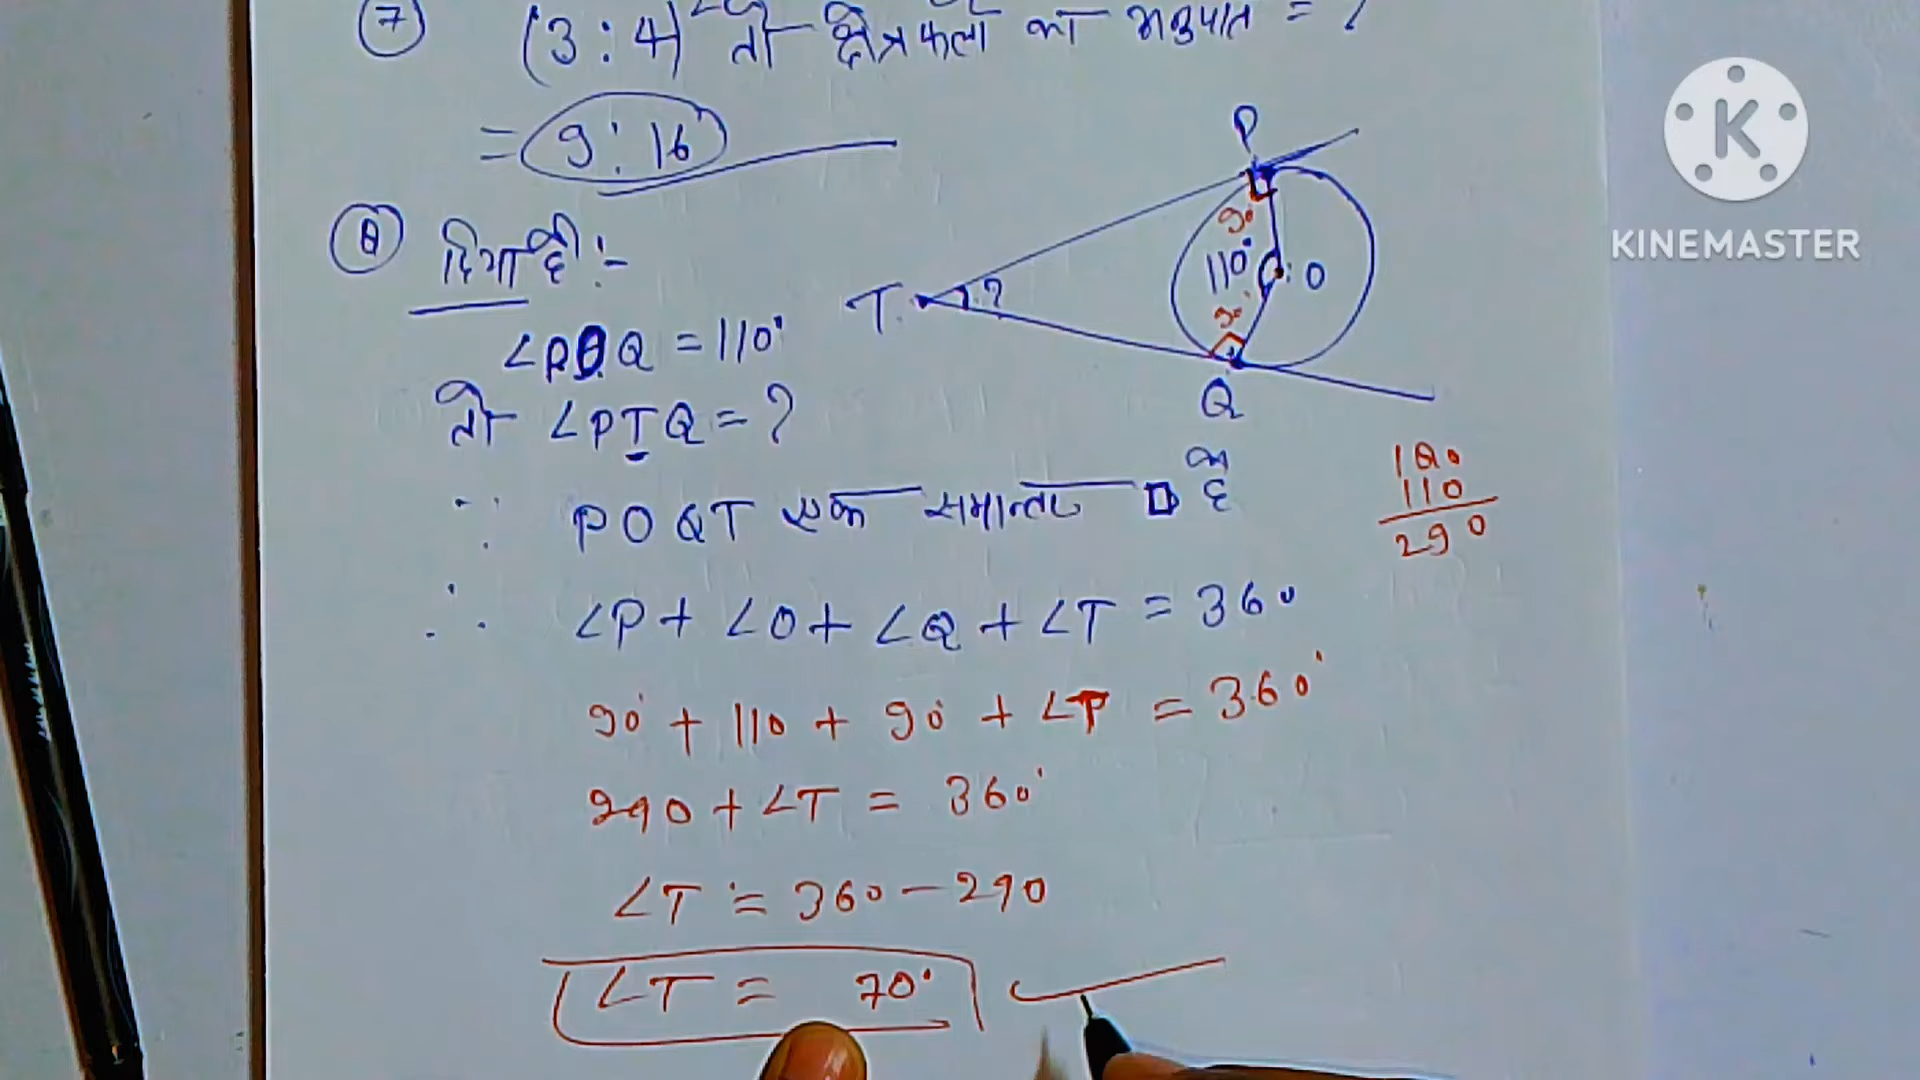 7 (3:4) तो क्षेत्रफलों का अनुपात = ?
= 9:16
8 दिया है :-
∠POQ = 110°
तो ∠PTQ = ?
∵ POQT एक समान्तर □ है
∴ ∠P + ∠O + ∠Q + ∠T = 360
90° + 110 + 90° + ∠T = 360°
290 + ∠T = 360°
∠T = 360 - 290
∠T = 70°
P
90°
110° O
T ?
90°
Q
180
110
290
K
KINEMASTER